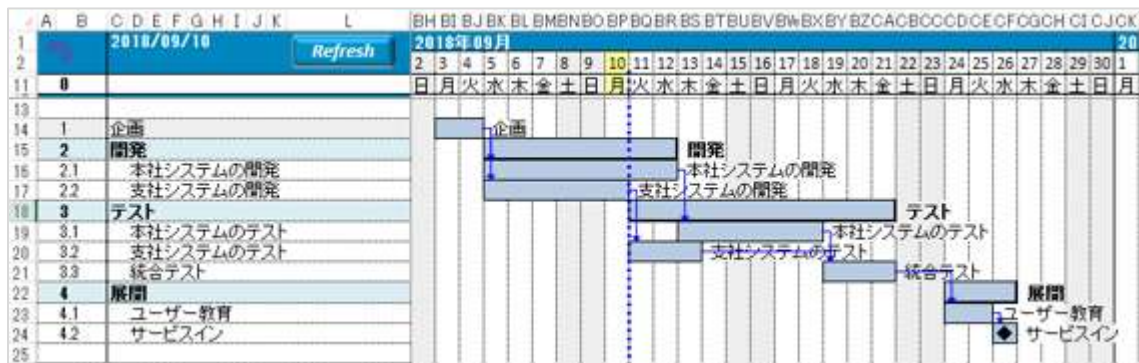 A B C D E F G H I J K L BH BI BJ BK BL BM BN BO BP BQ BR BS BT BU BV BW BX BY BZ CA CB CC CD CE CF CG CH CI CJ CK
1 2018/09/10 Refresh 2018年09月 20
2 2 3 4 5 6 7 8 9 10 11 12 13 14 15 16 17 18 19 20 21 22 23 24 25 26 27 28 29 30 1
11 0 日 月 火 水 木 金 土 日 月 火 水 木 金 土 日 月 火 水 木 金 土 日 月 火 水 木 金 土 日 月
13
14 1 企画 企画
15 2 開発 開発
16 2.1 本社システムの開発 本社システムの開発
17 2.2 支社システムの開発 支社システムの開発
18 3 テスト テスト
19 3.1 本社システムのテスト 本社システムのテスト
20 3.2 支社システムのテスト 支社システムのテスト
21 3.3 統合テスト 統合テスト
22 4 展開 展開
23 4.1 ユーザー教育 ユーザー教育
24 4.2 サービスイン サービスイン
25